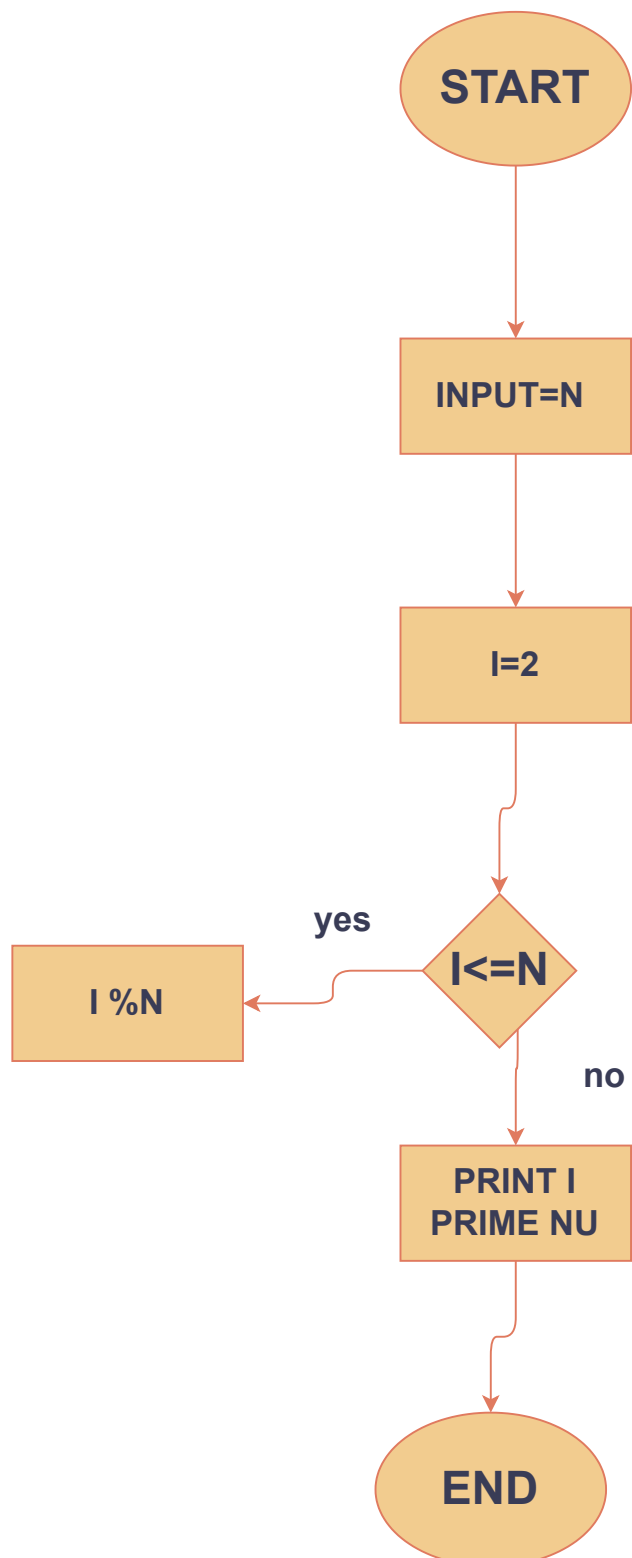 START
INPUT=N
I=2
I<=N
yes
I %N
no
PRINT I
PRIME NU
END